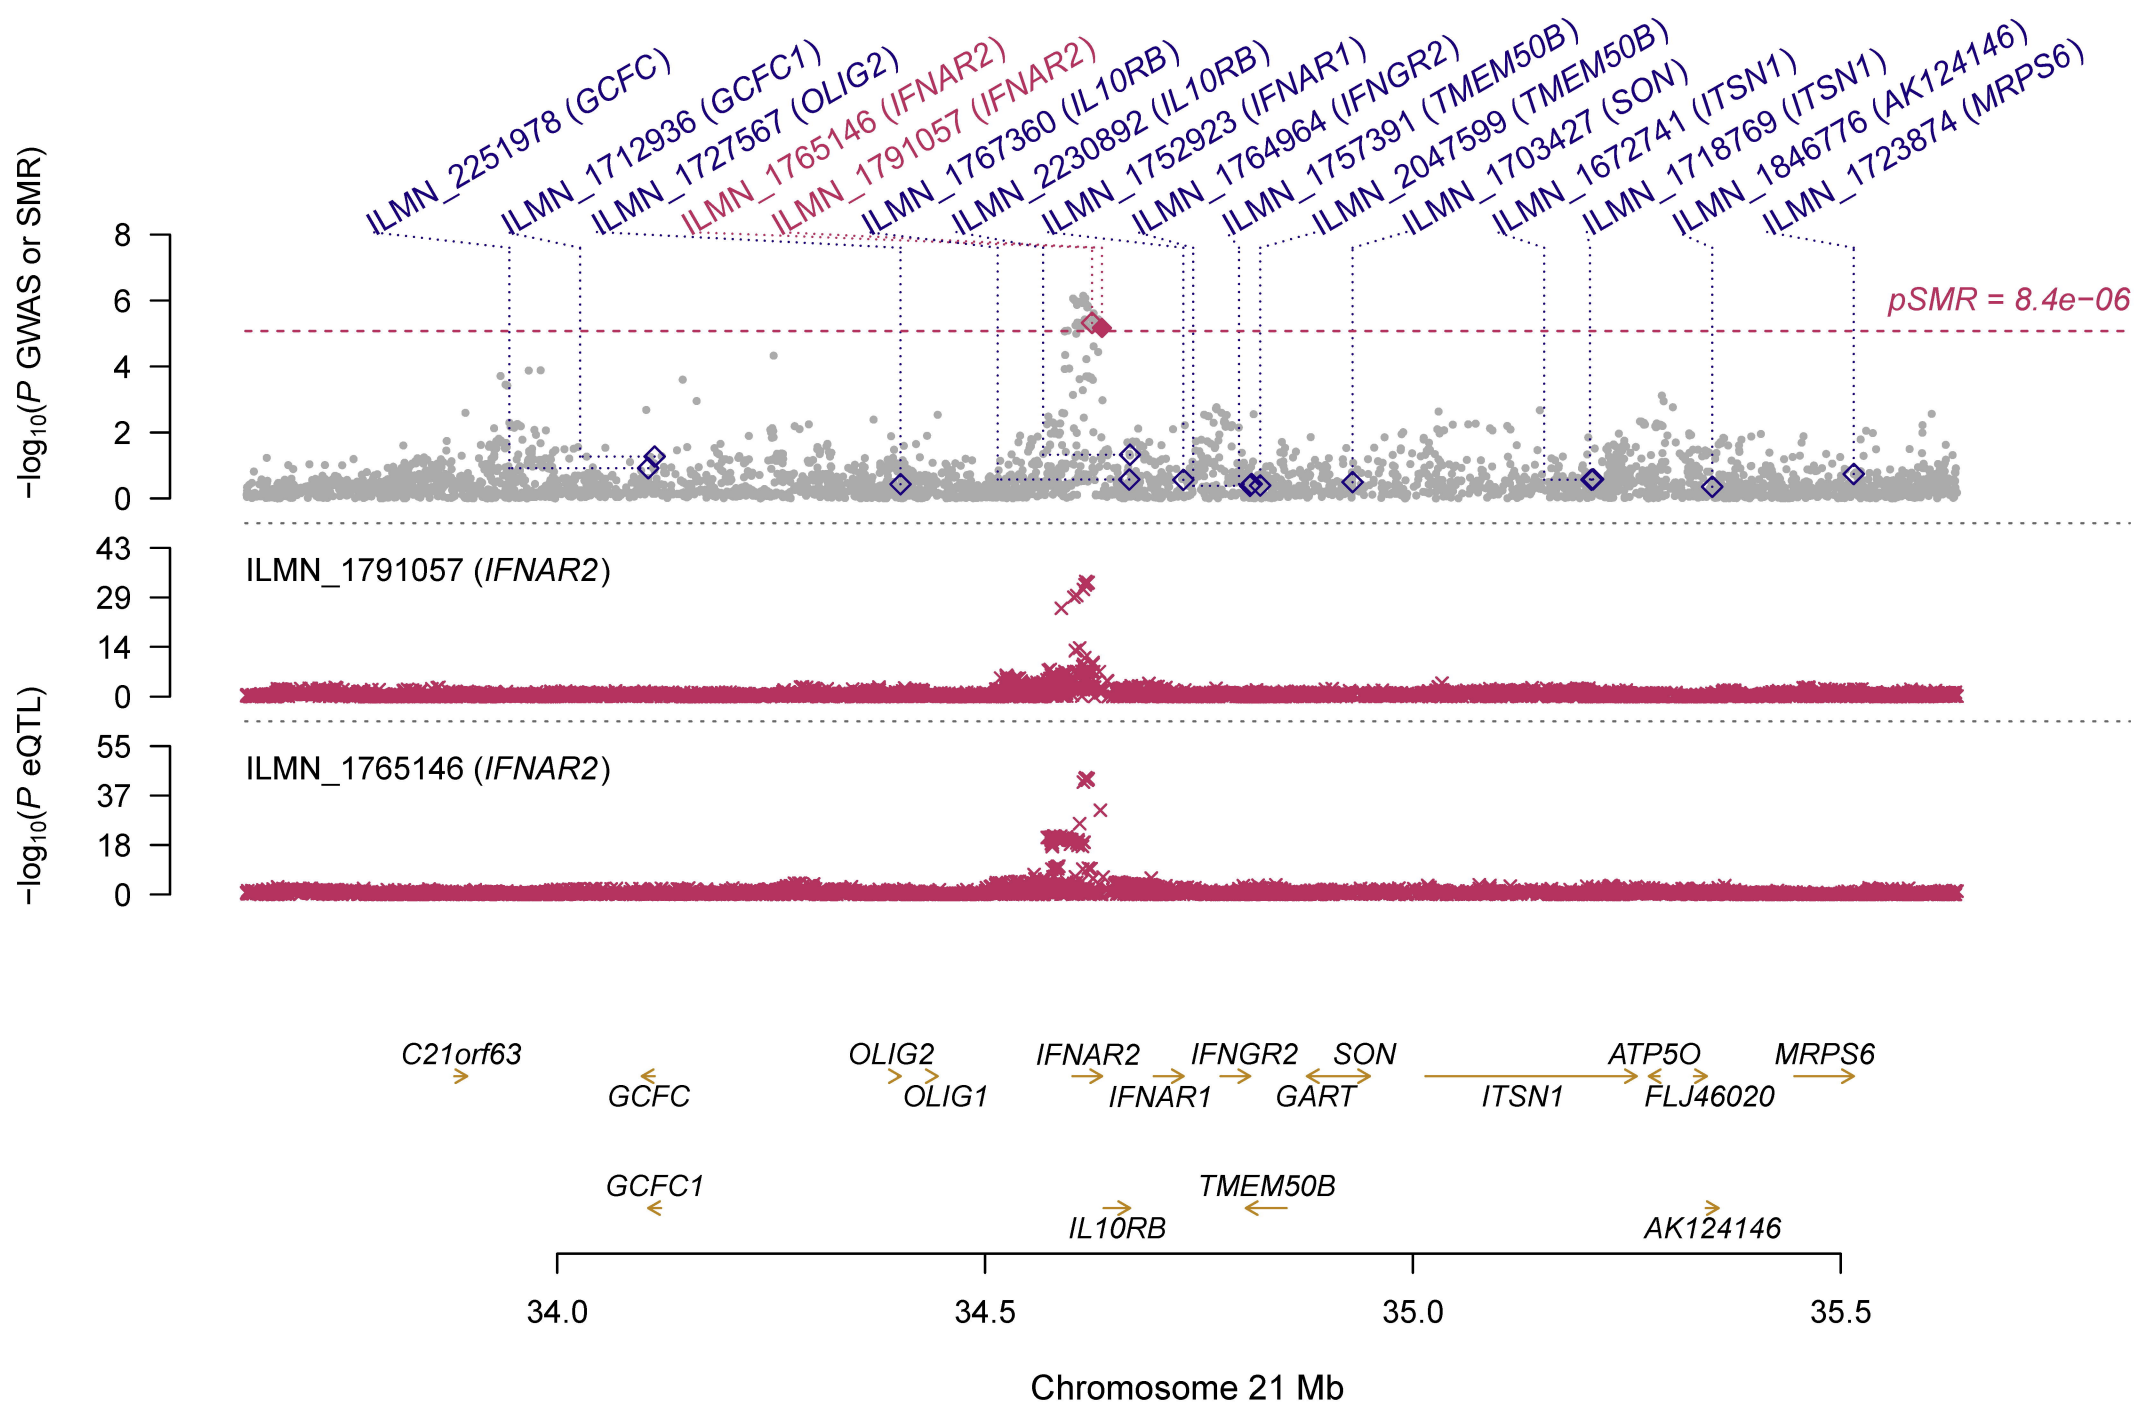 ILMN_2251978 (GCFC)
ILMN_1712936 (GCFC1)
ILMN_1727567 (OLIG2)
ILMN_1765146 (IFNAR2)
ILMN_1791057 (IFNAR2)
ILMN_1767360 (IL10RB)
ILMN_2230892 (IL10RB)
ILMN_1752923 (IFNAR1)
ILMN_1764964 (IFNGR2)
ILMN_1757391 (TMEM50B)
ILMN_2047599 (TMEM50B)
ILMN_1703427 (SON)
ILMN_1672741 (ITSN1)
ILMN_1718769 (ITSN1)
ILMN_1846776 (AK124146)
ILMN_1723874 (MRPS6)
−log10(P GWAS or SMR)
8
6
4
2
0
pSMR = 8.4e−06
−log10(P eQTL)
43
29
14
0
ILMN_1791057 (IFNAR2)
55
37
18
0
ILMN_1765146 (IFNAR2)
C21orf63 OLIG2 IFNAR2 IFNGR2 SON ATP5O MRPS6
GCFC OLIG1 IFNAR1 GART ITSN1 FLJ46020
GCFC1 TMEM50B
IL10RB AK124146
34.0 34.5 35.0 35.5
Chromosome 21 Mb